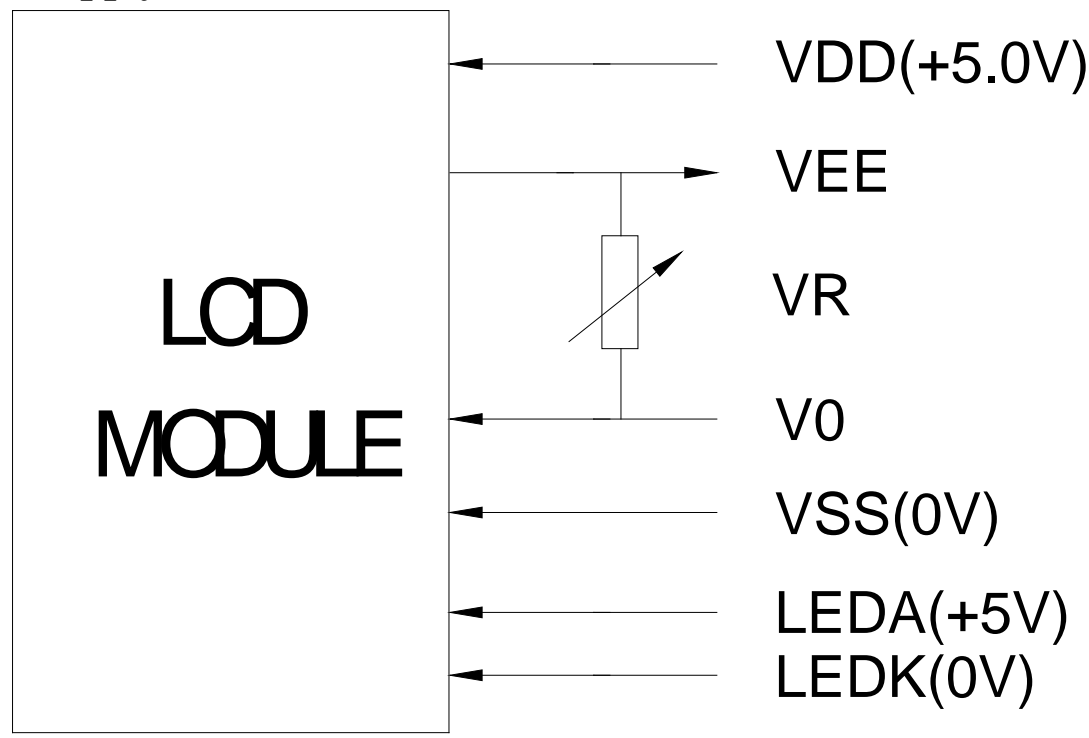 VDD(+5.0V)
VEE
VR
LCD
MODULE
V0
VSS(0V)
LEDA(+5V)
LEDK(0V)